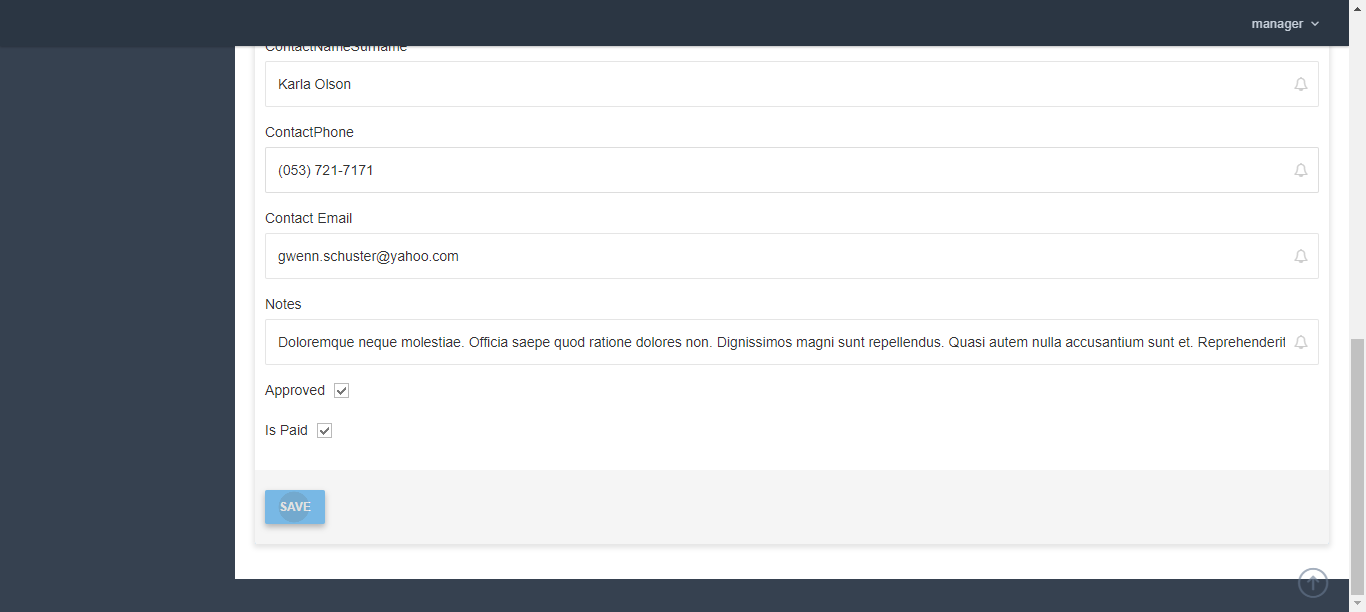 manager
ContactNameSurname
Karla Olson
ContactPhone
(053) 721-7171
Contact Email
gwenn.schuster@yahoo.com
Notes
Doloremque neque molestiae. Officia saepe quod ratione dolores non. Dignissimos magni sunt repellendus. Quasi autem nulla accusantium sunt et. Reprehenderit
Approved
Is Paid
SAVE